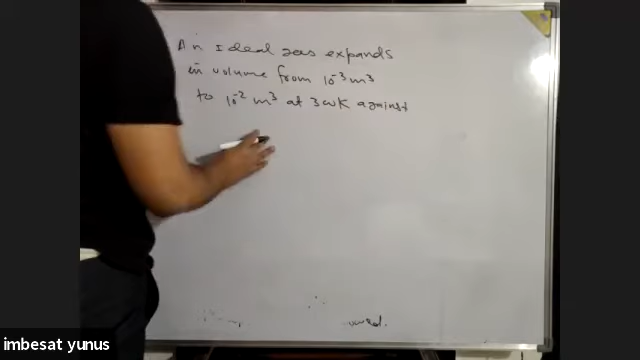 An Ideal gas expands
in volume from 10⁻³ m³
to 10⁻² m³ at 300K against
imbesat yunus